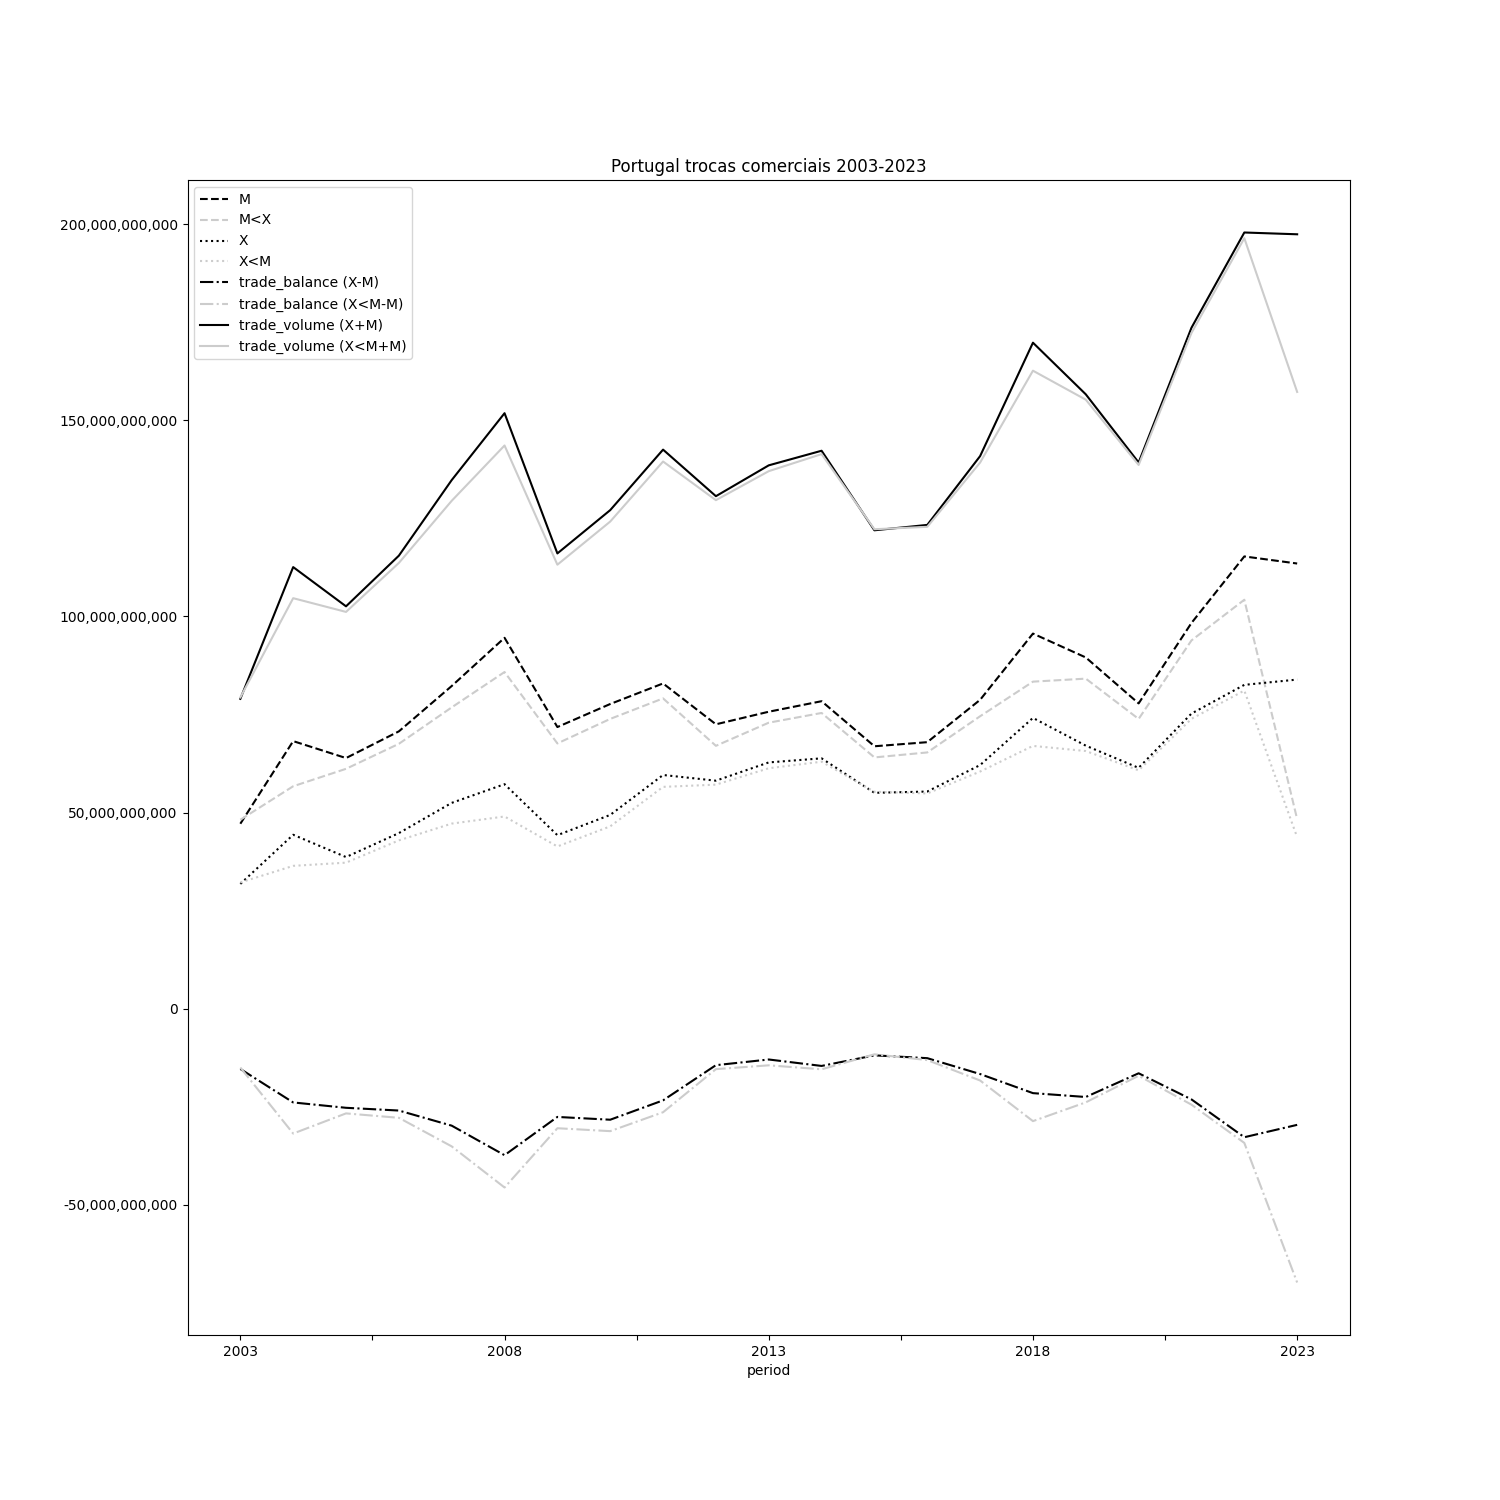 Portugal trocas comerciais 2003-2023
M
M<X
X
X<M
trade_balance (X-M)
trade_balance (X<M-M)
trade_volume (X+M)
trade_volume (X<M+M)
200,000,000,000
150,000,000,000
100,000,000,000
50,000,000,000
0
-50,000,000,000
2003 2008 2013 2018 2023
period